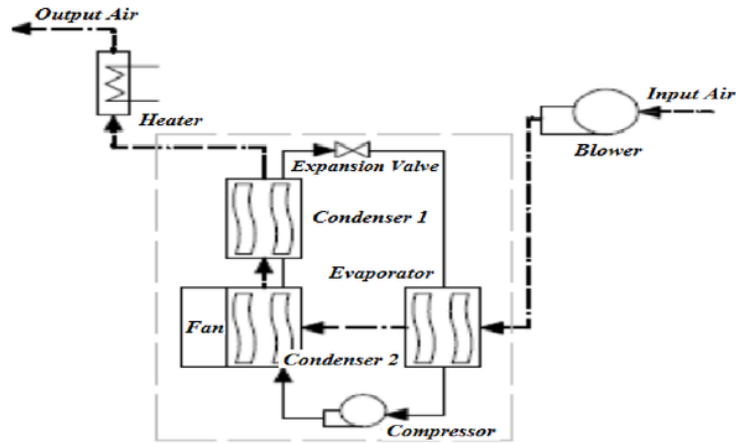 Output Air
Input Air
Heater
Blower
Expansion Valve
Condenser 1
Evaporator
Fan
Condenser 2
Compressor